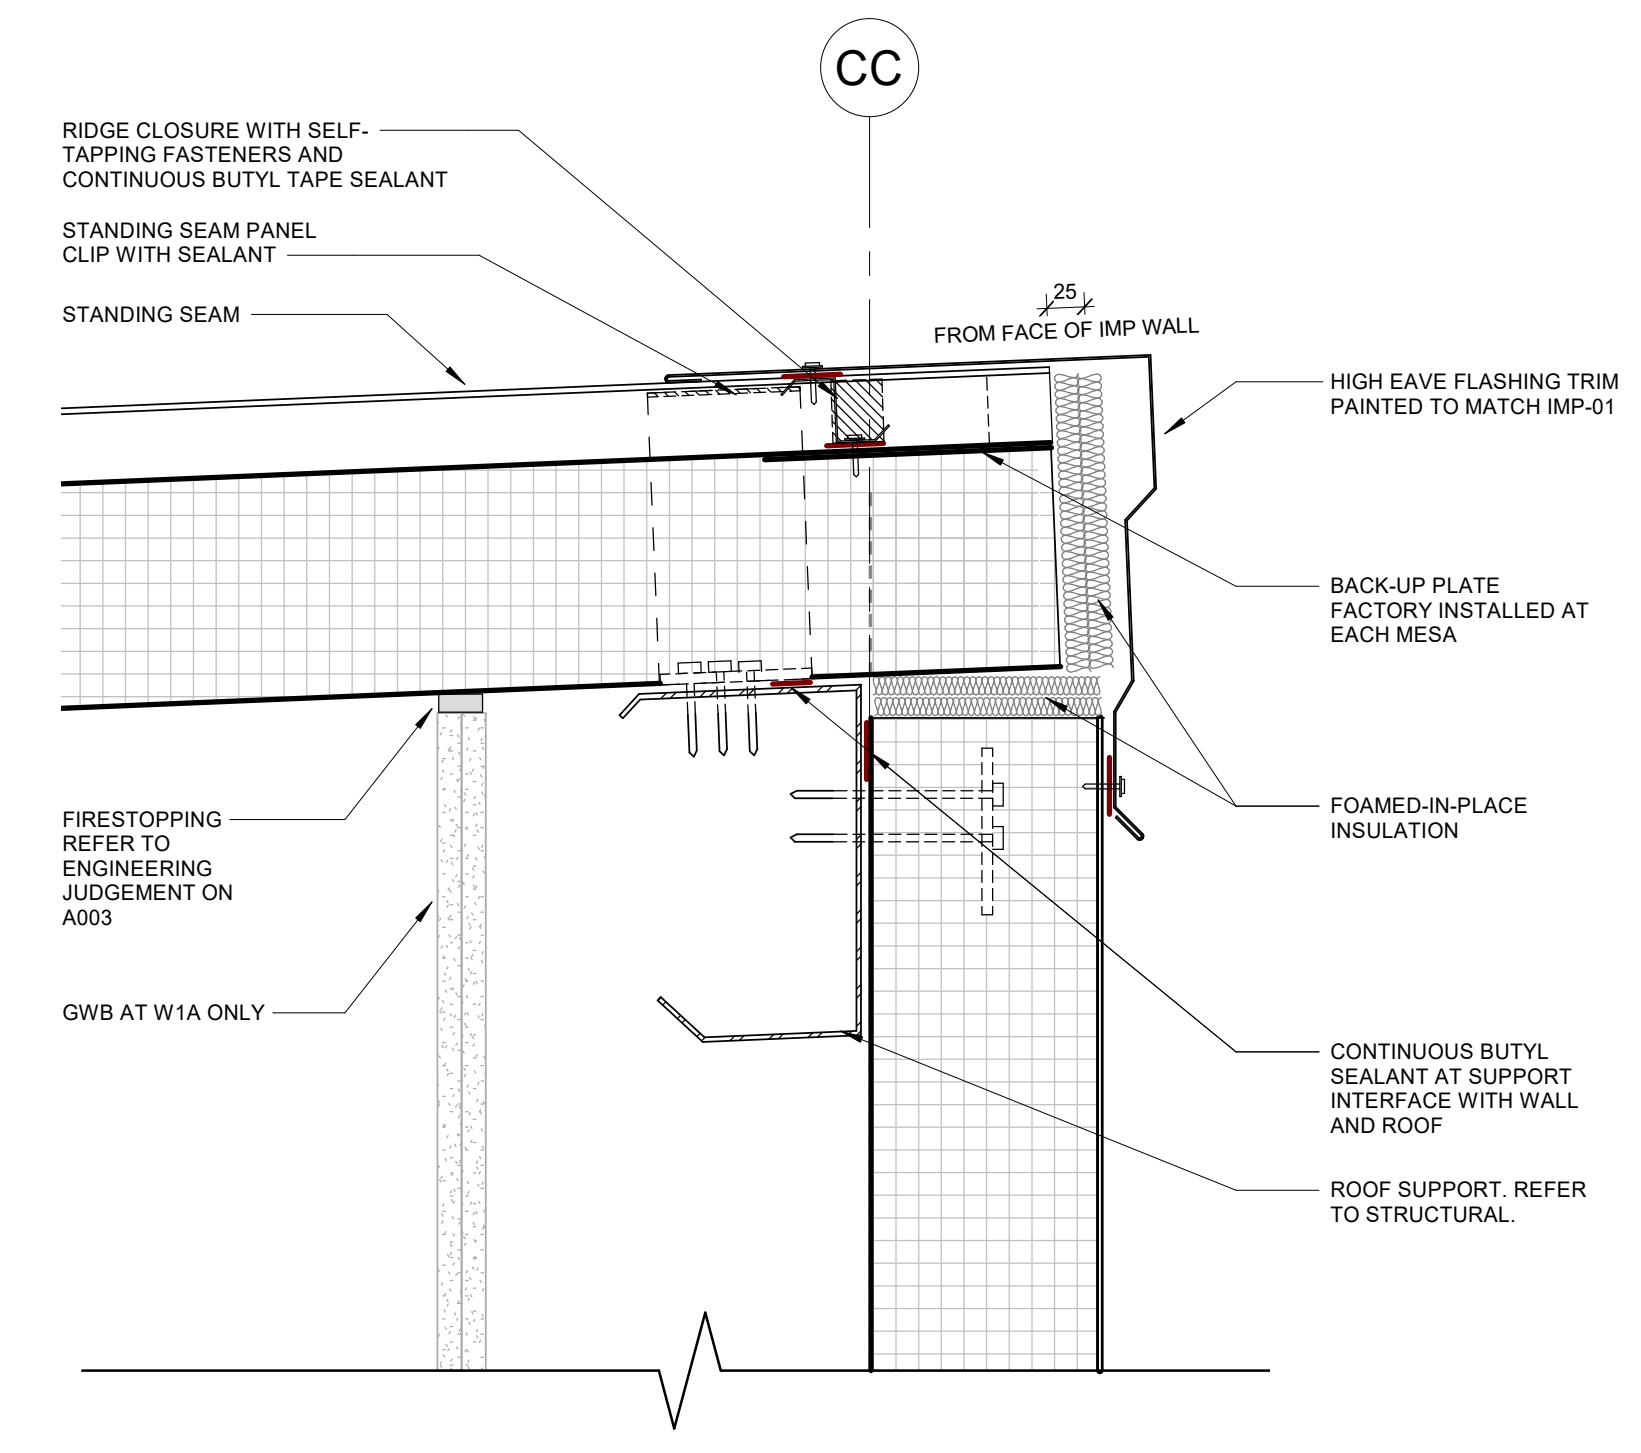 CC
RIDGE CLOSURE WITH SELF-
TAPPING FASTENERS AND
CONTINUOUS BUTYL TAPE SEALANT
STANDING SEAM PANEL
CLIP WITH SEALANT
STANDING SEAM
25
FROM FACE OF IMP WALL
HIGH EAVE FLASHING TRIM
PAINTED TO MATCH IMP-01
BACK-UP PLATE
FACTORY INSTALLED AT
EACH MESA
FIRESTOPPING
REFER TO
ENGINEERING
JUDGEMENT ON
A003
FOAMED-IN-PLACE
INSULATION
GWB AT W1A ONLY
CONTINUOUS BUTYL
SEALANT AT SUPPORT
INTERFACE WITH WALL
AND ROOF
ROOF SUPPORT. REFER
TO STRUCTURAL.